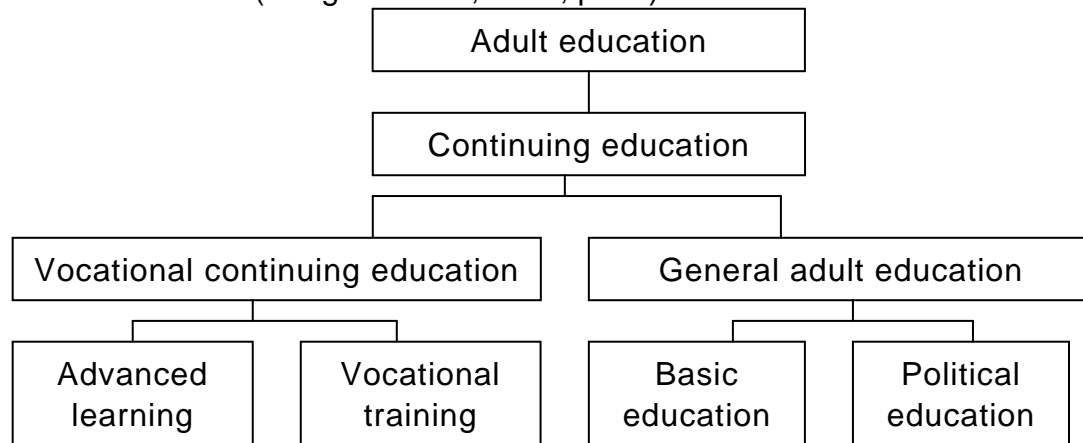 Adult education
Continuing education
Vocational continuing education
General adult education
Advanced
learning
Vocational
training
Basic
education
Political
education